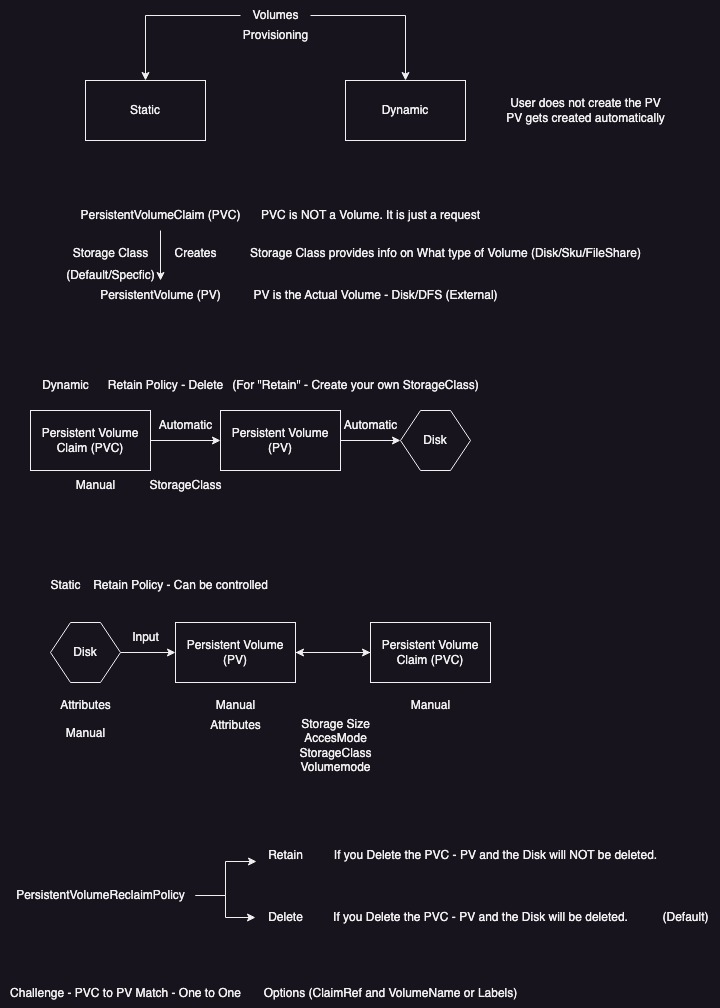 Volumes
Provisioning
Static
Dynamic
User does not create the PV
PV gets created automatically
PersistentVolumeClaim (PVC)
PVC is NOT a Volume. It is just a request
Storage Class
Creates
Storage Class provides info on What type of Volume (Disk/Sku/FileShare)
(Default/Specfic)
PersistentVolume (PV)
PV is the Actual Volume - Disk/DFS (External)
Dynamic
Retain Policy - Delete
(For "Retain" - Create your own StorageClass)
Persistent Volume
Claim (PVC)
Automatic
Persistent Volume
(PV)
Automatic
Disk
Manual
StorageClass
Static
Retain Policy - Can be controlled
Disk
Input
Persistent Volume
(PV)
Persistent Volume
Claim (PVC)
Attributes
Manual
Manual
Attributes
Manual
Storage Size
AccesMode
StorageClass
Volumemode
PersistentVolumeReclaimPolicy
Retain
If you Delete the PVC - PV and the Disk will NOT be deleted.
Delete
If you Delete the PVC - PV and the Disk will be deleted.
(Default)
Challenge - PVC to PV Match - One to One
Options (ClaimRef and VolumeName or Labels)